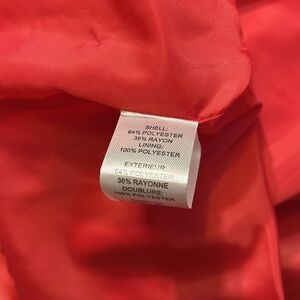 SHELL:
64% POLYESTER
36% RAYON
LINING:
100% POLYESTER
EXTERIEUR:
64% POLYESTER
36% RAYONNE
DOUBLURE:
100% POLYESTER